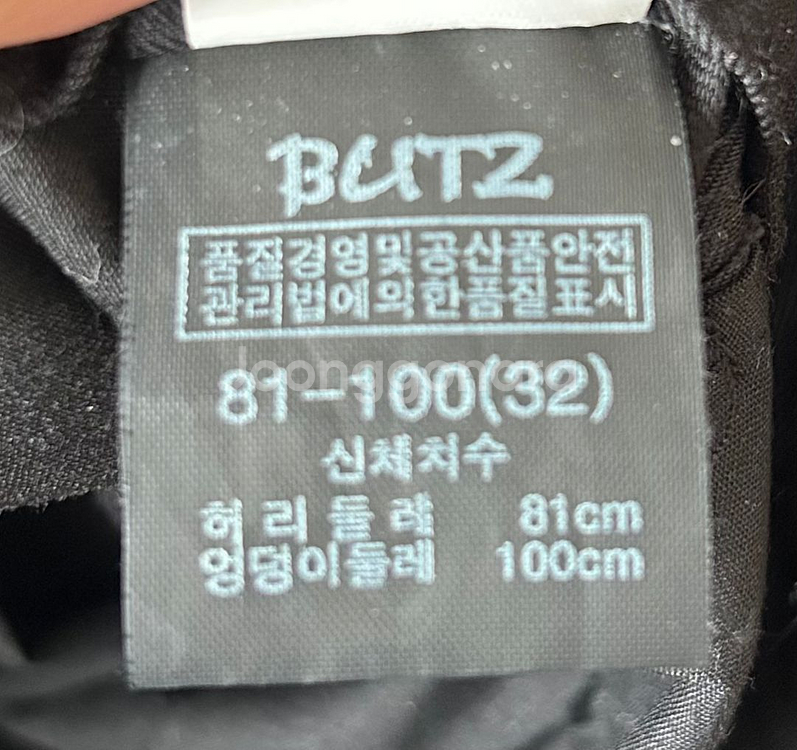 BUTZ
품질경영및공산품안전
관리법에의한품질표시
joonggonara
81-100(32)
신체치수
허리둘레 81cm
엉덩이둘레 100cm